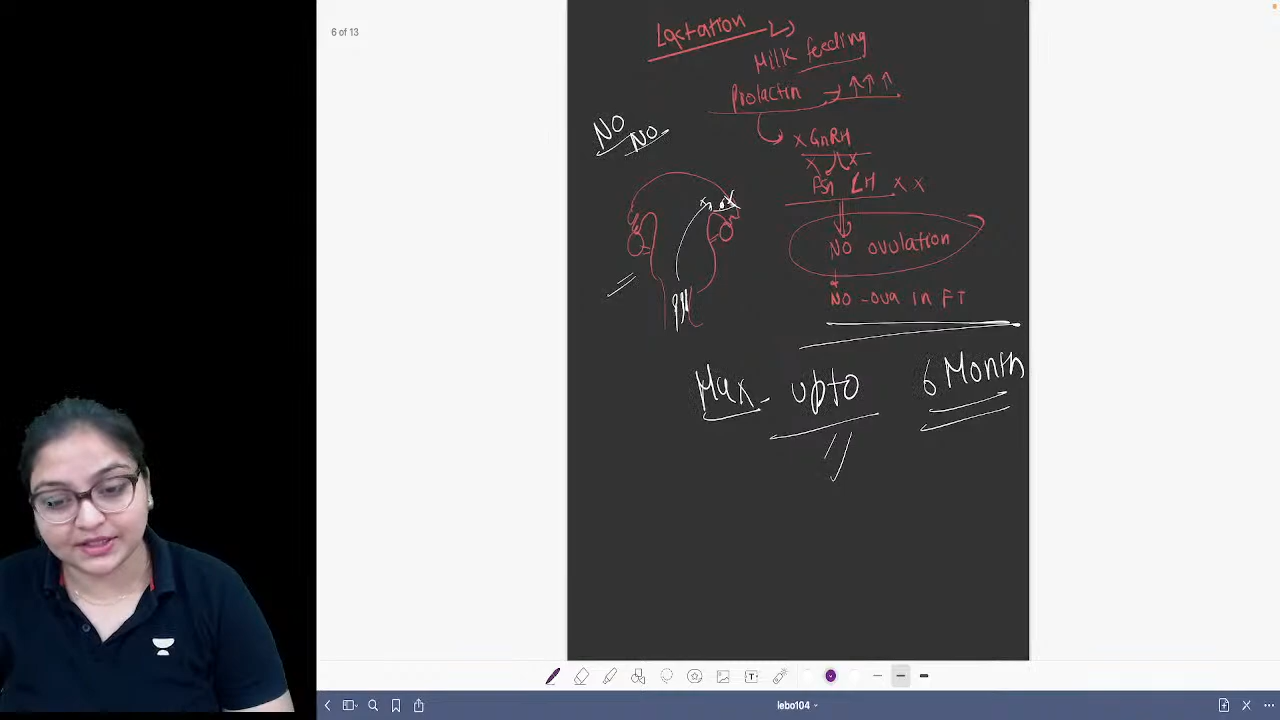 6 of 13
Lactation
Milk feeding
Prolactin → ↑↑↑
NO
NO
x GnRH
x x
FSH LH x x
NO ovulation
NO -ova in FT
Max - upto 6 Month
lebo104